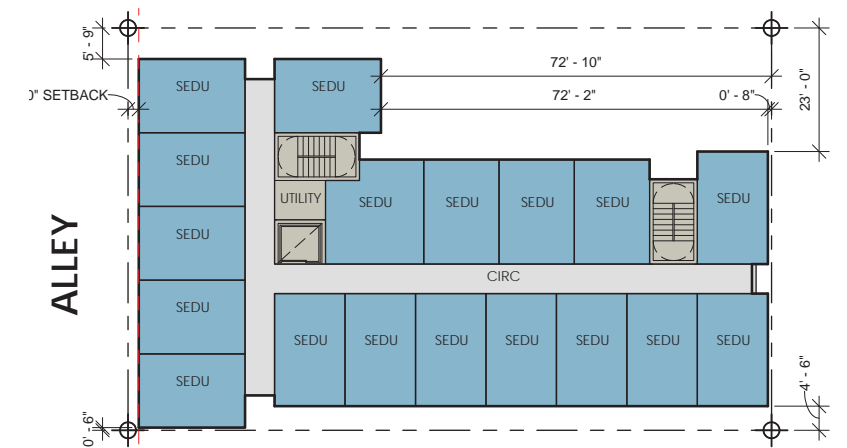 5' - 9"
72' - 10"
SEDU
SEDU
72' - 2"
0' - 8"
0" SETBACK
23' - 0"
SEDU
UTILITY
SEDU
SEDU
SEDU
SEDU
SEDU
ALLEY
SEDU
CIRC
SEDU
SEDU
SEDU
SEDU
SEDU
SEDU
SEDU
SEDU
SEDU
4' - 6"
0' - 6"